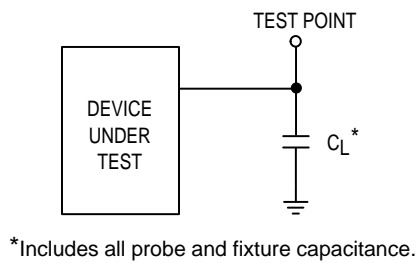 TEST POINT
DEVICE
UNDER
TEST
CL*
*Includes all probe and fixture capacitance.